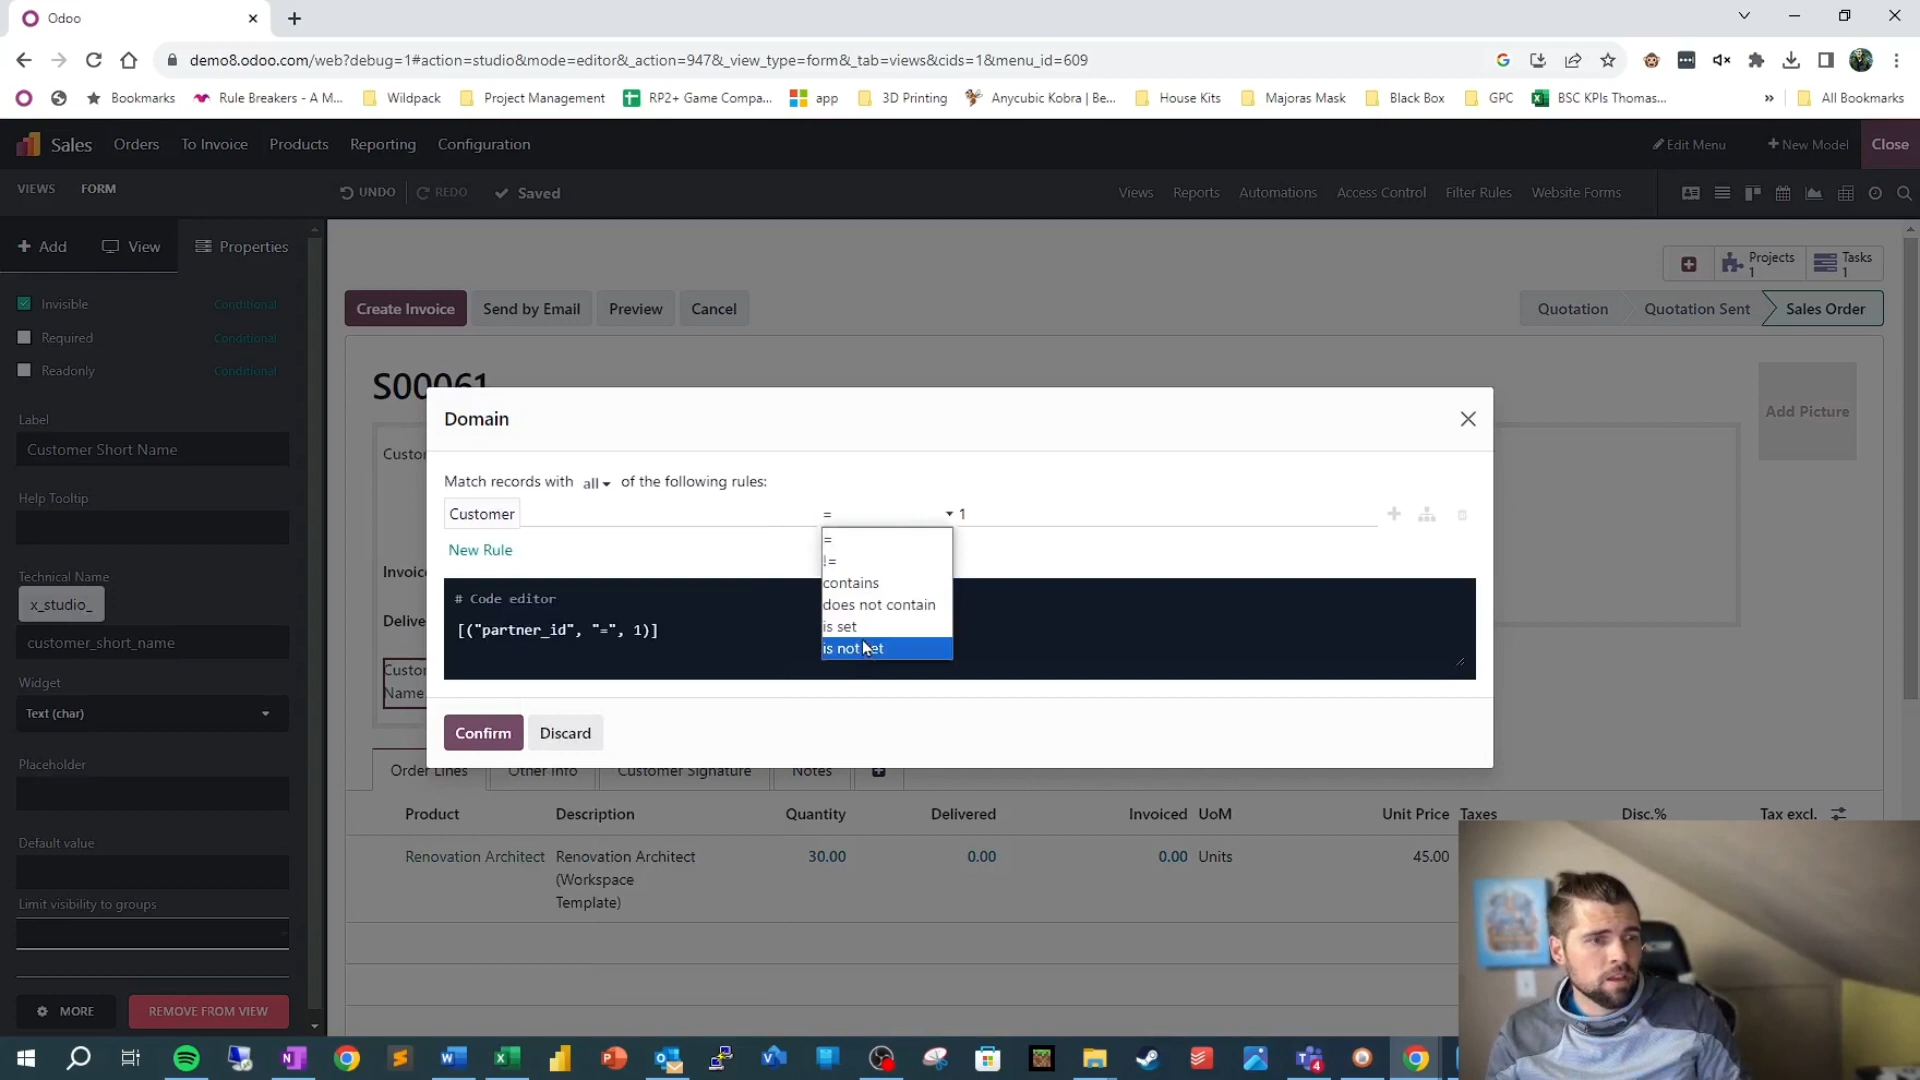 Odoo
demo8.odoo.com/web?debug=1#action=studio&mode=editor&_action=947&_view_type=form&_tab=views&cids=1&menu_id=609
Bookmarks Rule Breakers - A M... Wildpack Project Management RP2+ Game Compa... app 3D Printing Anycubic Kobra | Be... House Kits Majoras Mask Black Box GPC BSC KPIs Thomas... » All Bookmarks
Sales Orders To Invoice Products Reporting Configuration Edit Menu + New Model Close
VIEWS FORM UNDO REDO Saved Views Reports Automations Access Control Filter Rules Website Forms
+ Add View Properties
Projects
1
Tasks
1
Invisible Conditional
Required Conditional
Readonly Conditional
Create Invoice Send by Email Preview Cancel Quotation Quotation Sent Sales Order
S00061
Add Picture
Label
Customer Short Name
Help Tooltip
Technical Name
x_studio_
customer_short_name
Widget
Text (char)
Placeholder
Default value
Limit visibility to groups
MORE REMOVE FROM VIEW
Custo
Invoic
Delive
Custo
Name
Domain
Match records with all of the following rules:
Customer = 1
=
!=
contains
does not contain
is set
is not et
New Rule
# Code editor
[("partner_id", "=", 1)]
Confirm Discard
Order Lines Other Info Customer Signature Notes
Product Description Quantity Delivered Invoiced UoM Unit Price Taxes Disc.% Tax excl.
Renovation Architect Renovation Architect 30.00 0.00 0.00 Units 45.00
(Workspace
Template)